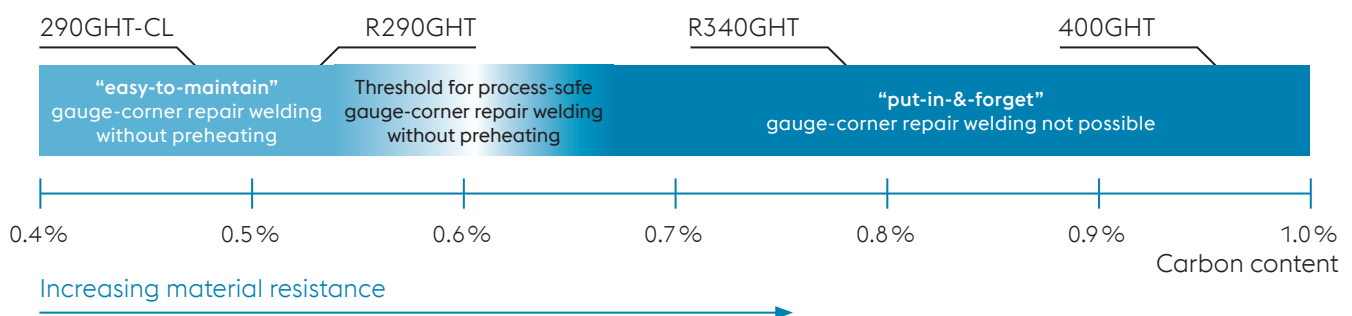 290GHT-CL R290GHT R340GHT 400GHT
“easy-to-maintain”
gauge-corner repair welding
without preheating
Threshold for process-safe
gauge-corner repair welding
without preheating
“put-in-&-forget”
gauge-corner repair welding not possible
0.4% 0.5% 0.6% 0.7% 0.8% 0.9% 1.0%
Carbon content
Increasing material resistance